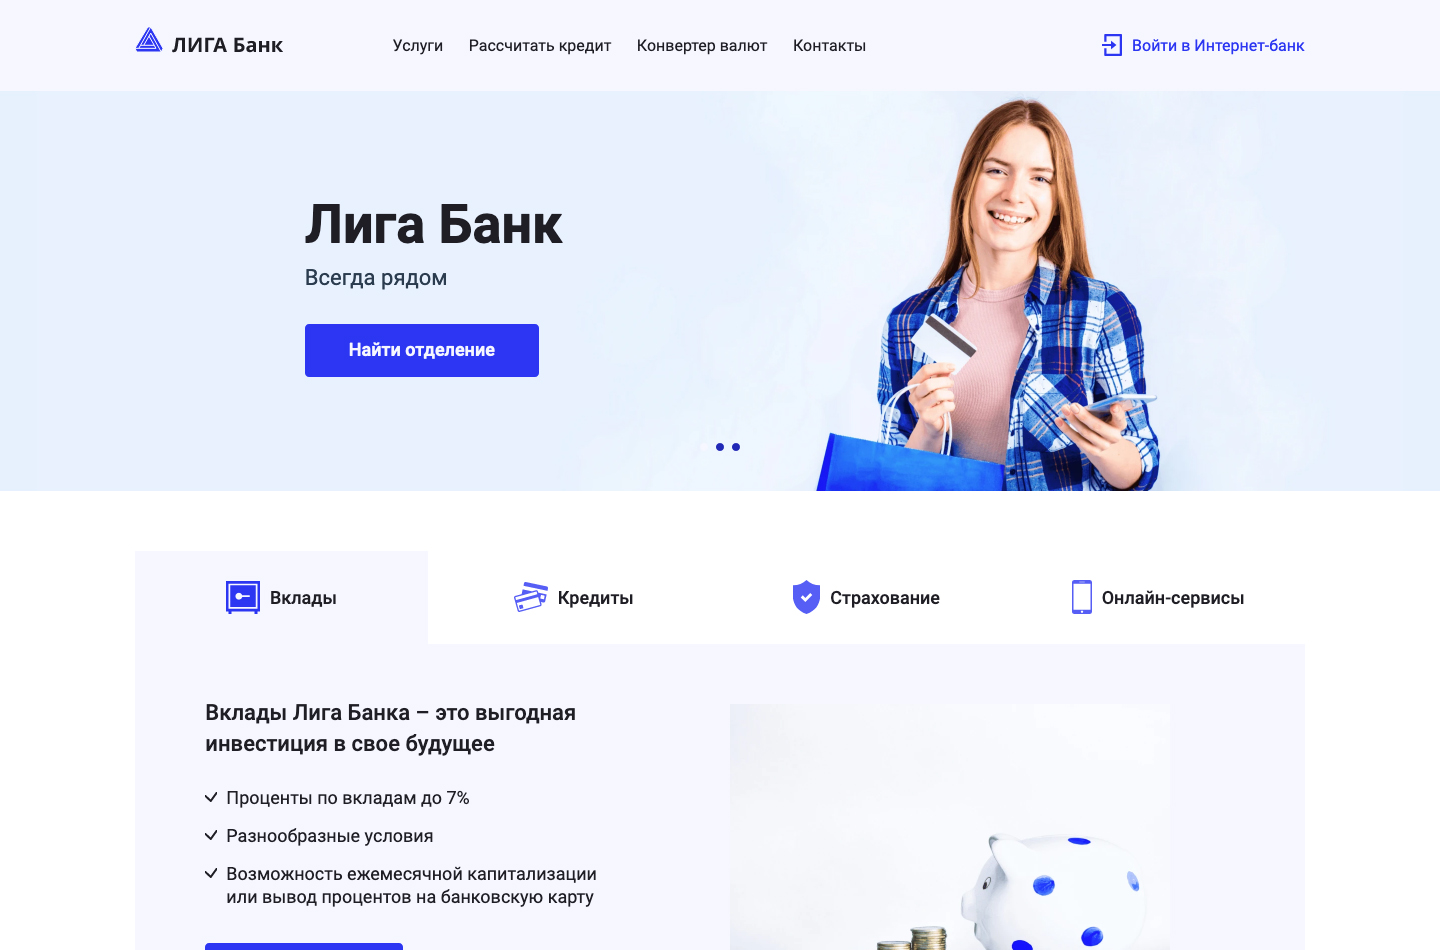 ЛИГА Банк
Услуги
Рассчитать кредит
Конвертер валют
Контакты
Войти в Интернет-банк
Лига Банк
Всегда рядом
Найти отделение
Вклады
Кредиты
Страхование
Онлайн-сервисы
Вклады Лига Банка – это выгодная
инвестиция в свое будущее
Проценты по вкладам до 7%
Разнообразные условия
Возможность ежемесячной капитализации
или вывод процентов на банковскую карту